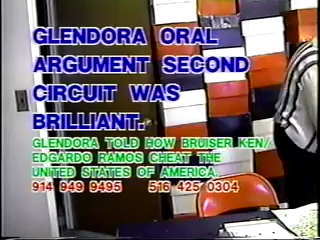 GLENDORA ORAL
ARGUMENT SECOND
CIRCUIT WAS
BRILLIANT.
GLENDORA TOLD HOW BRUISER KEN/
EDGARDO RAMOS CHEAT THE
UNITED STATES OF AMERICA.
914 949 9495 516 425 0304